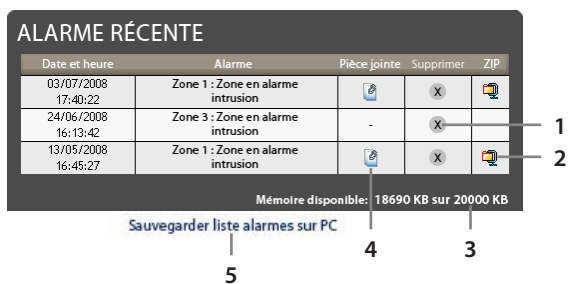 ALARME RÉCENTE
Date et heure Alarme Pièce jointe Supprimer ZIP
03/07/2008 17:40:22 Zone 1 : Zone en alarme intrusion X
24/06/2008 16:13:42 Zone 3 : Zone en alarme intrusion - X 1
13/05/2008 16:45:27 Zone 1 : Zone en alarme intrusion X 2
Mémoire disponible: 18690 KB sur 20000 KB
Sauvegarder liste alarmes sur PC
4 3
5